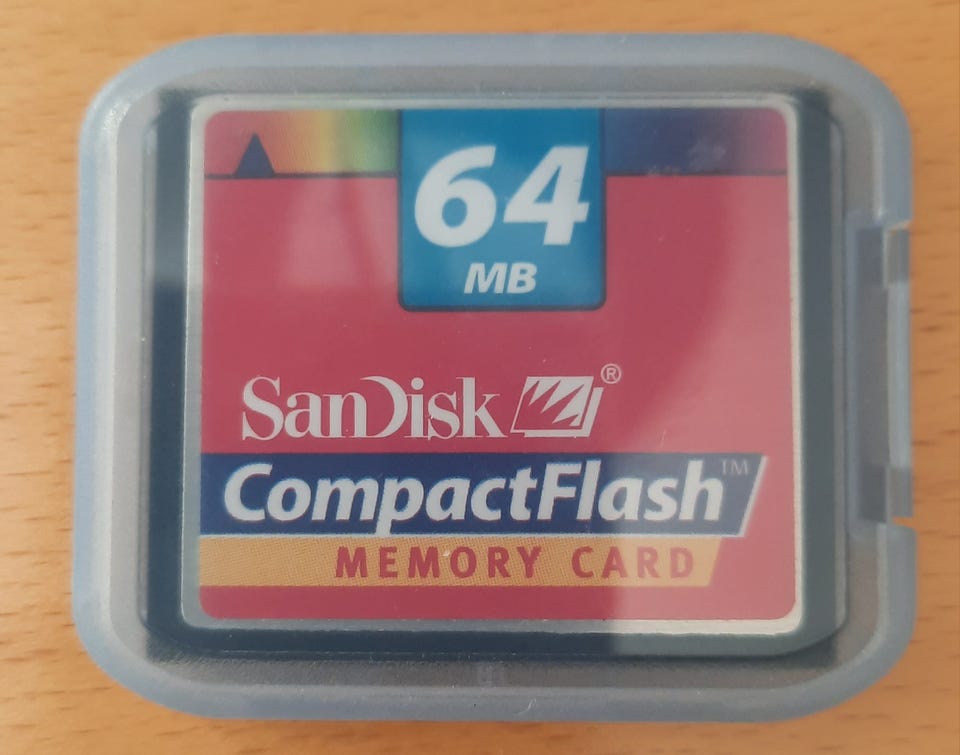 64
MB
SanDisk®
CompactFlash™
MEMORY CARD